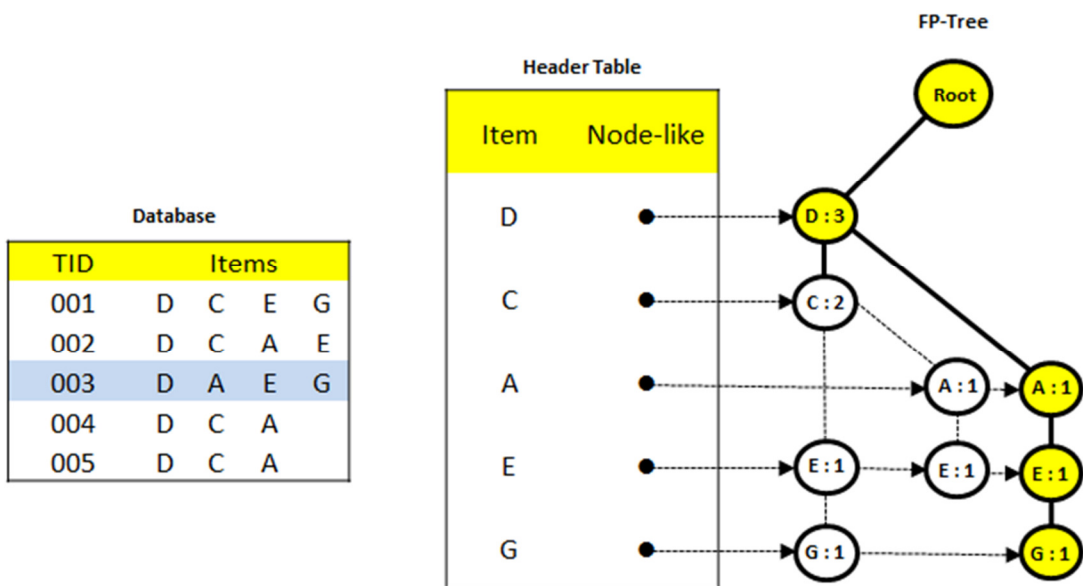 FP-Tree
Root
Header Table
Item Node-like
D
C
A
E
G
D : 3
C : 2
A : 1
A : 1
E : 1
E : 1
E : 1
G : 1
G : 1
Database
TID Items
001 D C E G
002 D C A E
003 D A E G
004 D C A
005 D C A